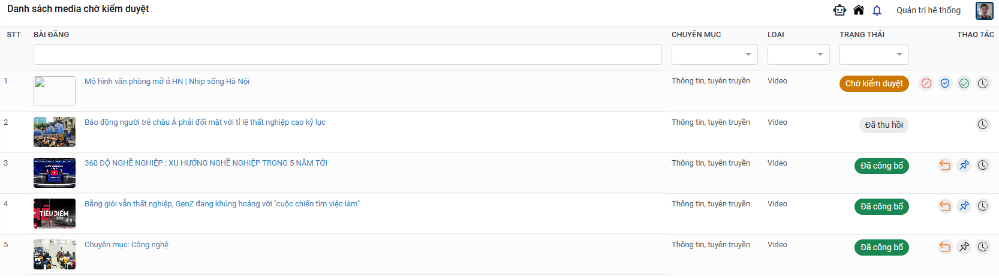 Danh sách media chờ kiểm duyệt
Quản trị hệ thống
STT BÀI ĐĂNG CHUYÊN MỤC LOẠI TRẠNG THÁI THAO TÁC
1 Mô hình văn phòng mở ở HN | Nhịp sống Hà Nội Thông tin, tuyên truyền Video Chờ kiểm duyệt
2 Báo động người trẻ châu Á phải đối mặt với tỉ lệ thất nghiệp cao kỷ lục Thông tin, tuyên truyền Video Đã thu hồi
3 360 ĐỘ NGHỀ NGHIỆP : XU HƯỚNG NGHỀ NGHIỆP TRONG 5 NĂM TỚI Thông tin, tuyên truyền Video Đã công bố
4 Bằng giỏi vẫn thất nghiệp, GenZ đang khủng hoảng với "cuộc chiến tìm việc làm" Thông tin, tuyên truyền Video Đã công bố
TIÊU ĐIỂM
5 Chuyên mục: Công nghệ Thông tin, tuyên truyền Video Đã công bố